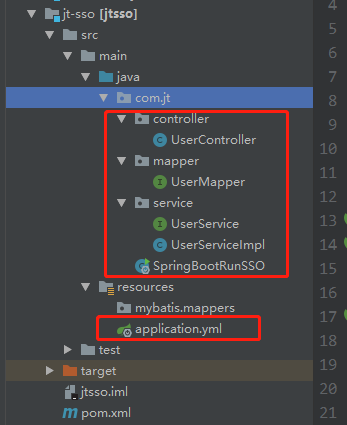 jt-sso [jtsso]
src
main
java
com.jt
controller
UserController
mapper
UserMapper
service
UserService
UserServiceImpl
SpringBootRunSSO
resources
mybatis.mappers
application.yml
test
target
jtsso.iml
pom.xml
4
5
6
7
8
9
10
11
12
13
14
15
16
17
18
19
20
21